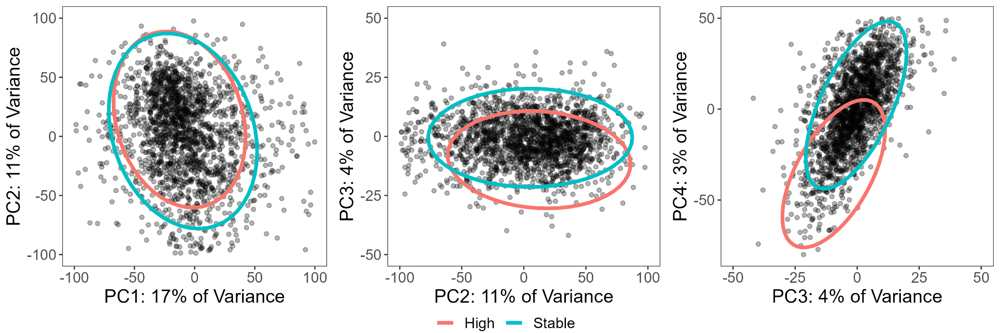 100
50
0
-50
-100
PC2: 11% of Variance
-100 -50 0 50 100
PC1: 17% of Variance
50
25
0
-25
-50
PC3: 4% of Variance
-100 -50 0 50 100
PC2: 11% of Variance
50
0
-50
PC4: 3% of Variance
-50 -25 0 25 50
PC3: 4% of Variance
High Stable